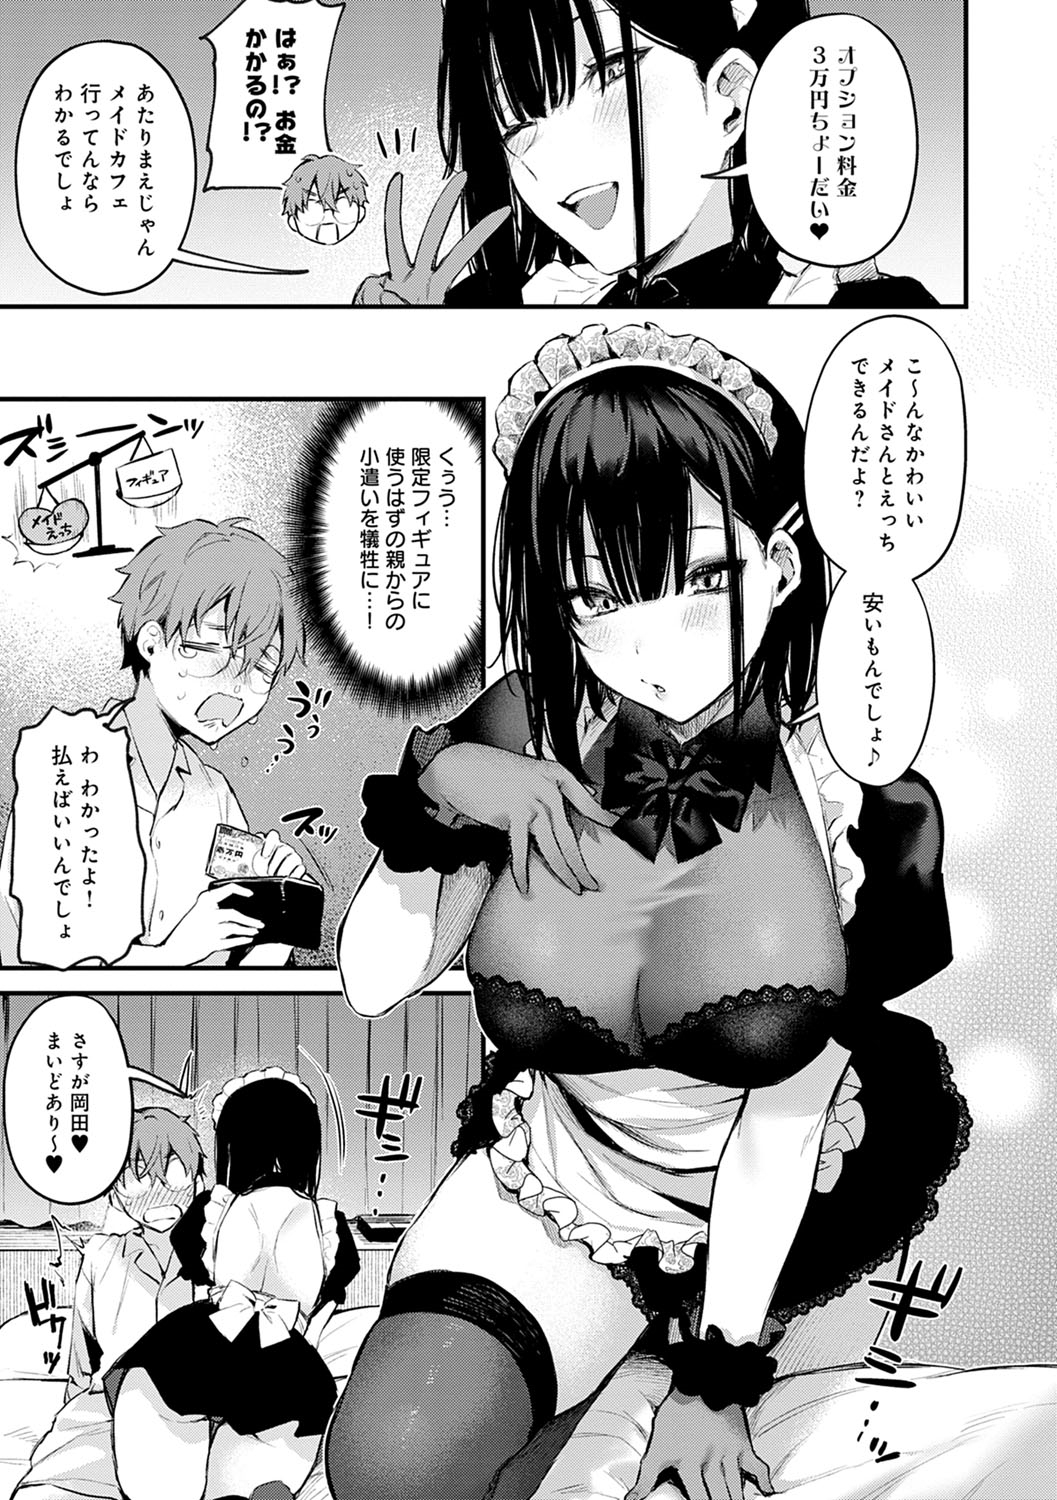 オプション料金
3万円ちょーだい♥
はぁ!? お金
かかるの!?
あたりまえじゃん
メイドカフェ
行ってんなら
わかるでしょ
こ〜んなかわいい
メイドさんとえっち
できるんだよ?
安いもんでしょ♪
くぅう…
限定フィギュアに
使うはずの親からの
小遣いを犠牲に…!
ズシーンッ
フィギュア
メイド
えっち
うぅ…
ズッ
壱万円
わ わかったよ!
払えばいいんでしょ
さすが岡田♥
まいどあり〜♥
ギシ…
ギッ
ドキッ